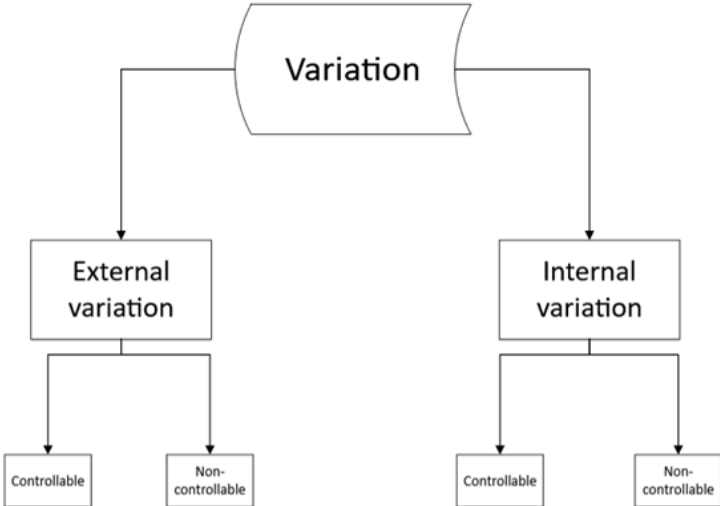 Variation
External
variation
Internal
variation
Controllable
Non-
controllable
Controllable
Non-
controllable